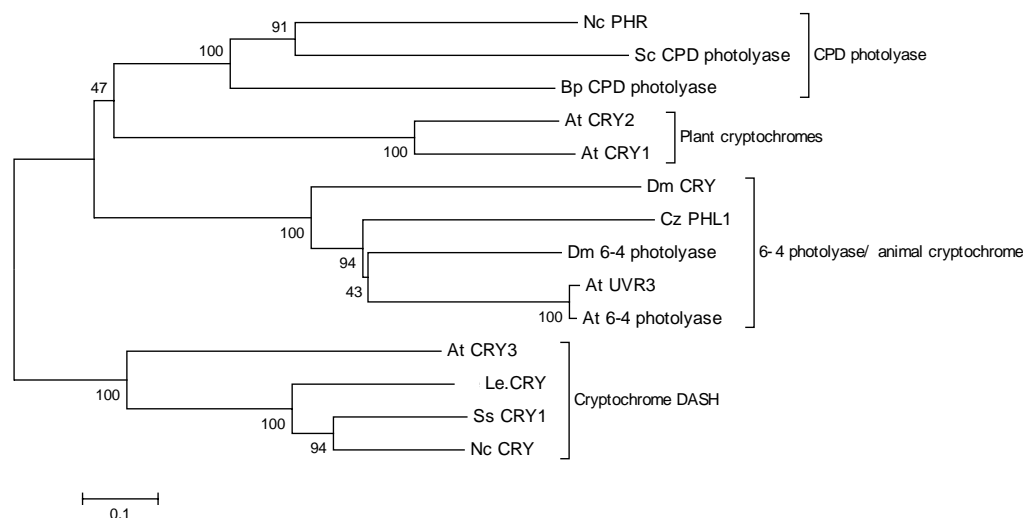 Nc PHR
91
100
Sc CPD photolyase
CPD photolyase
47
Bp CPD photolyase
At CRY2
Plant cryptochromes
100
At CRY1
Dm CRY
Cz PHL1
100
Dm 6-4 photolyase
6- 4 photolyase/ animal cryptochrome
94
At UVR3
43
100
At 6-4 photolyase
At CRY3
100
Le.CRY
Cryptochrome DASH
Ss CRY1
100
94
Nc CRY
0.1